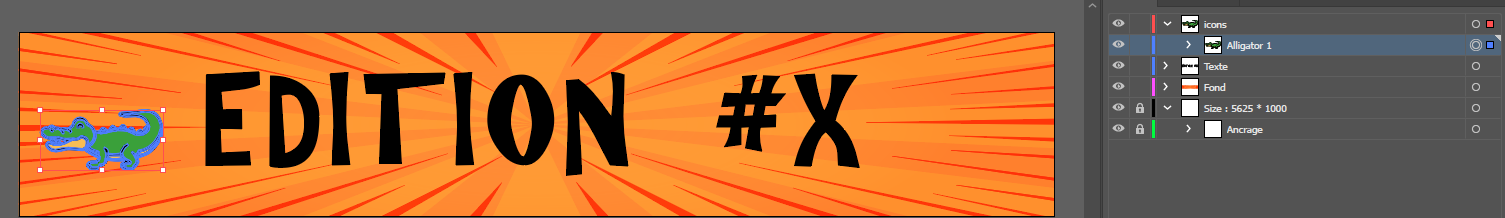 EDITION #X
icons
Alligator 1
Texte
Fond
Size : 5625 * 1000
Ancrage